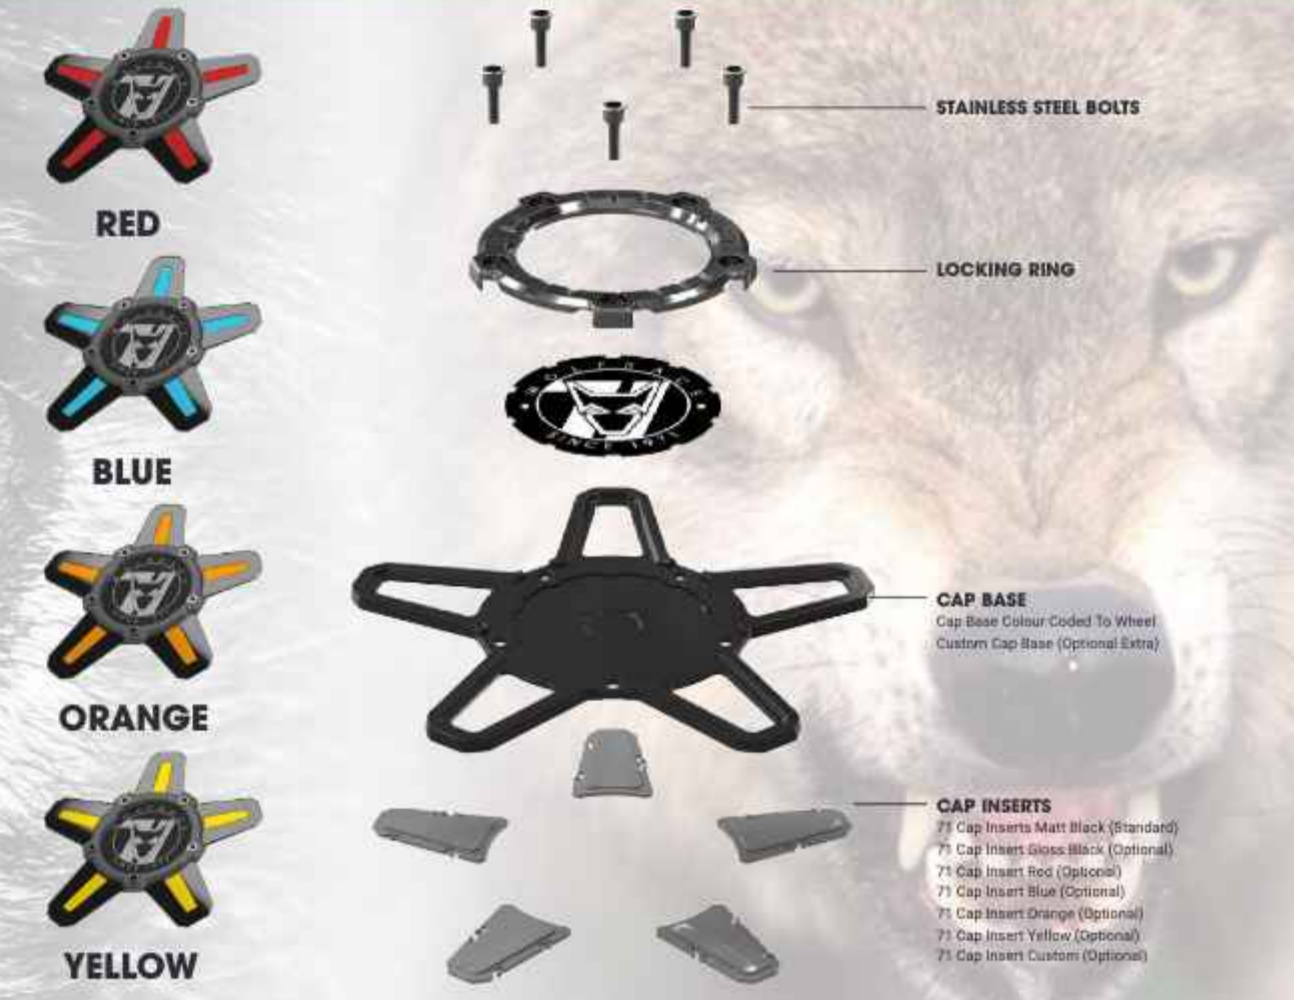 RED
BLUE
ORANGE
YELLOW
STAINLESS STEEL BOLTS
LOCKING RING
WOLFRACE
SINCE 1971
CAP BASE
Cap Base Colour Coded To Wheel
Custom Cap Base (Optional Extra)
CAP INSERTS
71 Cap Inserts Matt Black (Standard)
71 Cap Insert Gloss Black (Optional)
71 Cap Insert Red (Optional)
71 Cap Insert Blue (Optional)
71 Cap Insert Orange (Optional)
71 Cap Insert Yellow (Optional)
71 Cap Insert Custom (Optional)